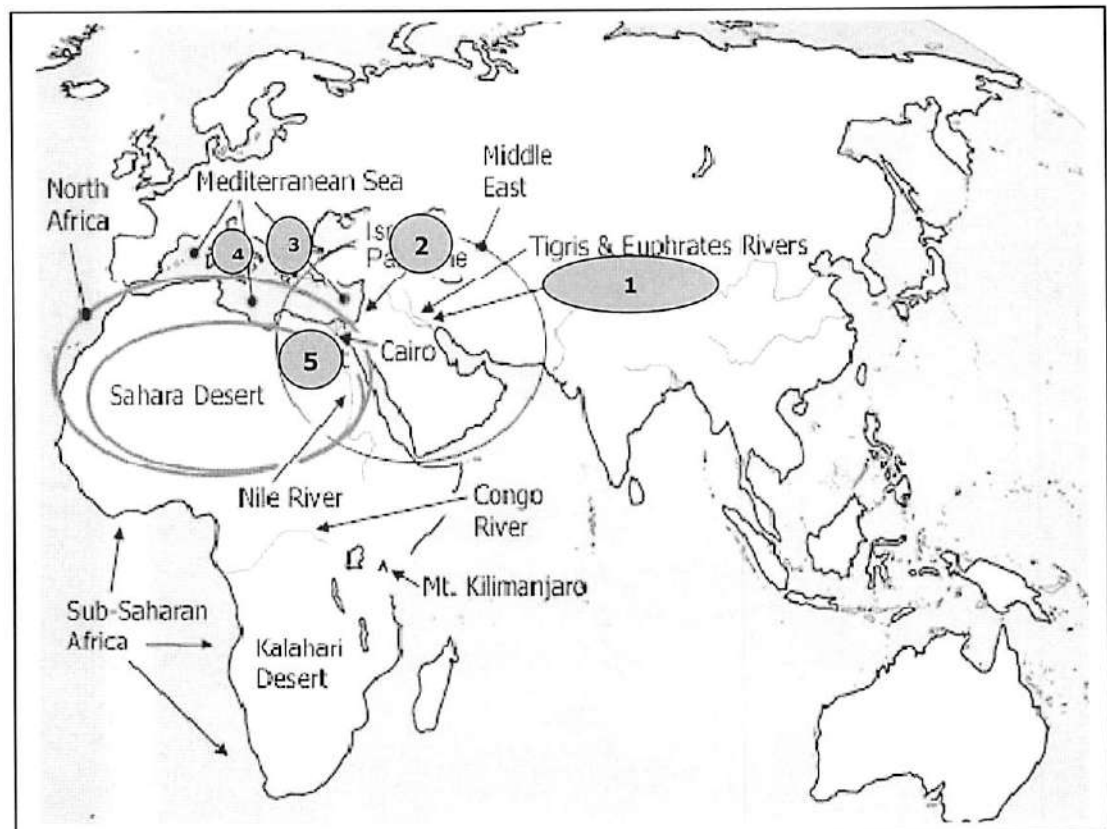 North
Africa
Mediterranean Sea
Middle
East
4
3
2
Tigris & Euphrates Rivers
1
5
Cairo
Sahara Desert
Nile River
Congo
River
Mt. Kilimanjaro
Sub-Saharan
Africa
Kalahari
Desert